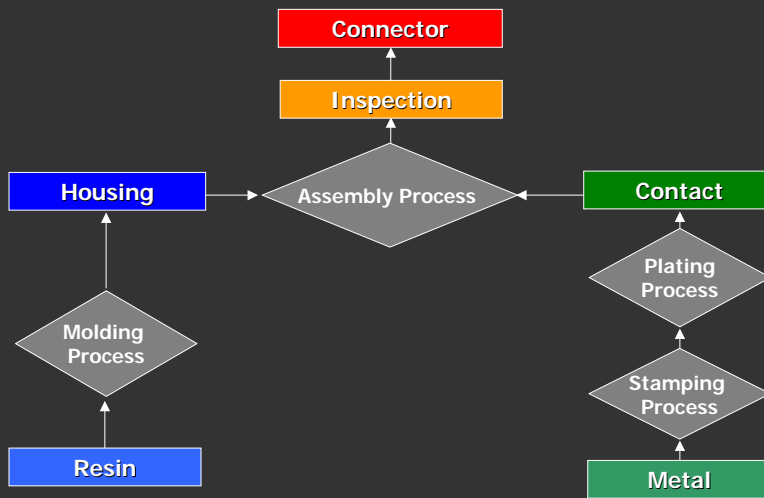 Connector
Inspection
Housing
Assembly Process
Contact
Plating
Process
Molding
Process
Stamping
Process
Resin
Metal